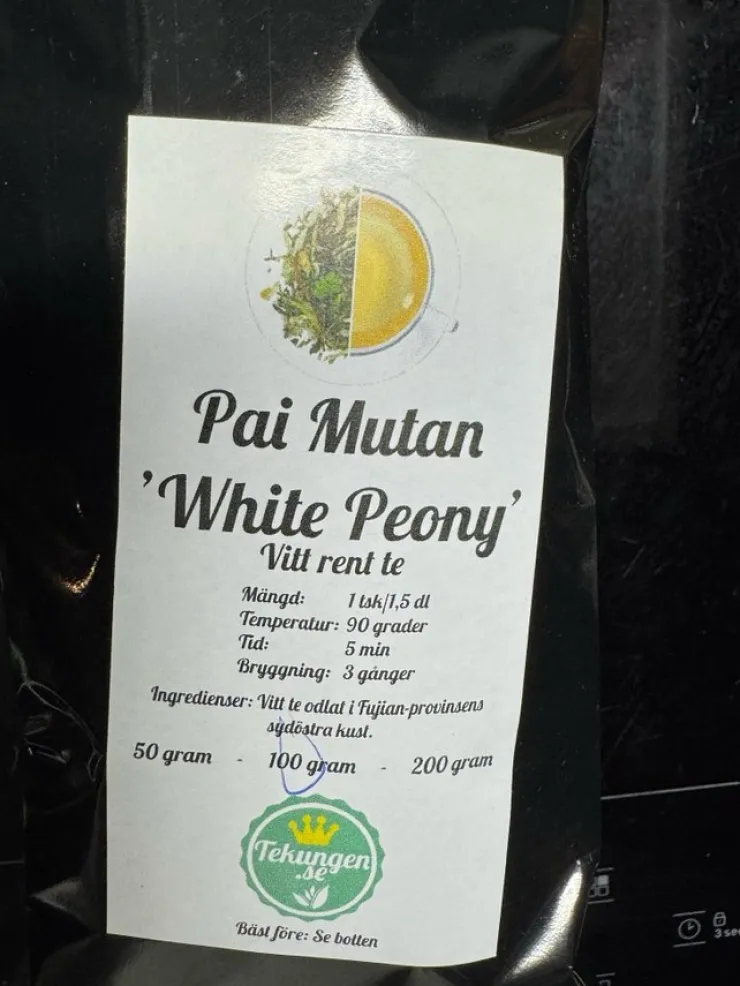 Pai Mutan
'White Peony'
Vitt rent te
Mängd: 1 tsk/1,5 dl
Temperatur: 90 grader
Tid: 5 min
Bryggning: 3 gånger
Ingredienser: Vitt te odlat i Fujian-provinsens
sydöstra kust.
50 gram - 100 gram - 200 gram
Tekungen
.se
Bäst före: Se botten
3sec